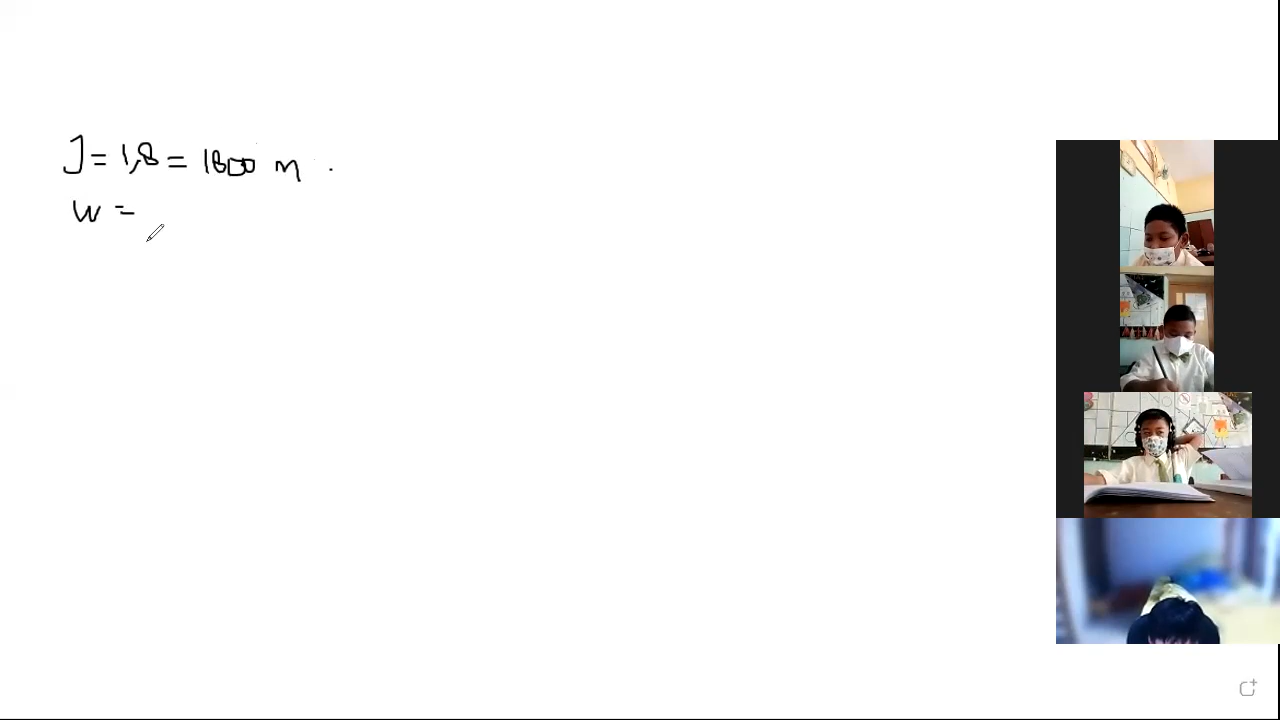 J = 1,8 = 1800 m .
W =